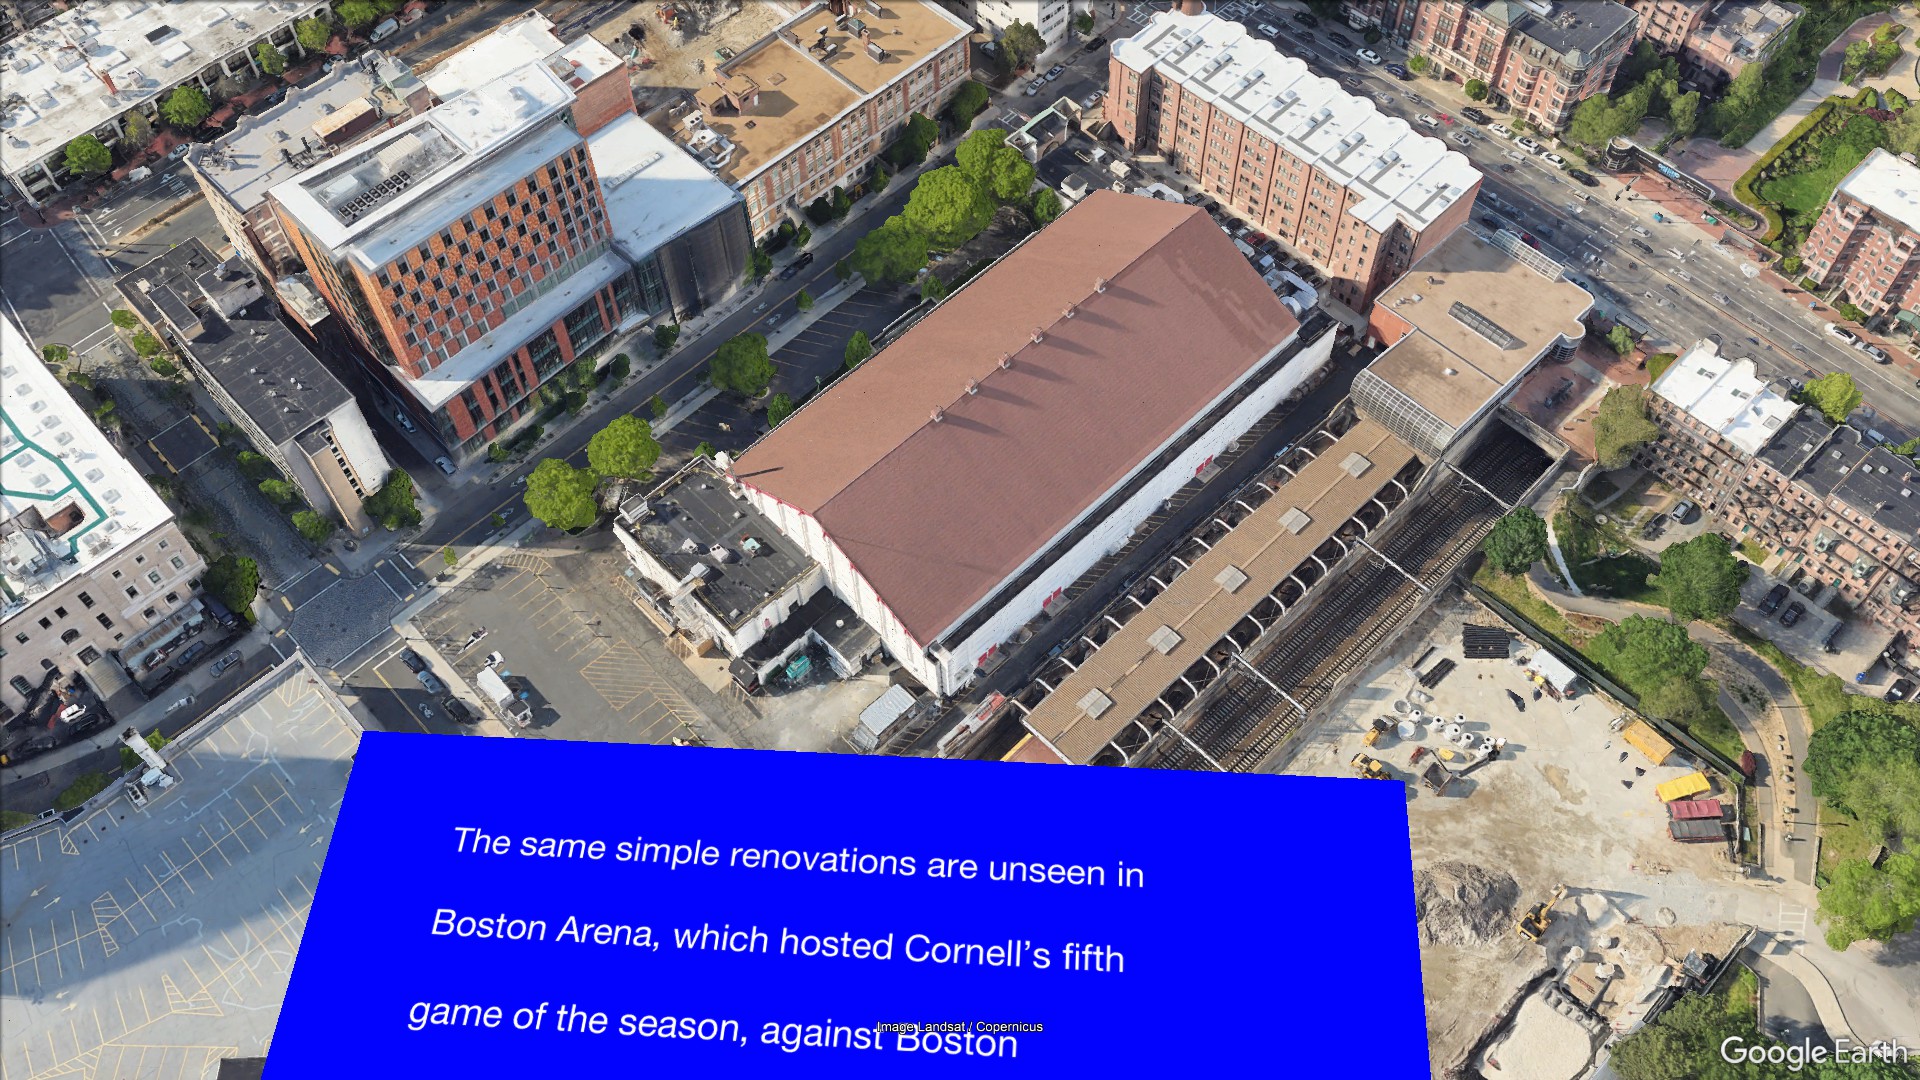 The same simple renovations are unseen in
Boston Arena, which hosted Cornell's fifth
game of the season, against Boston
Image Landsat / Copernicus
Google Earth